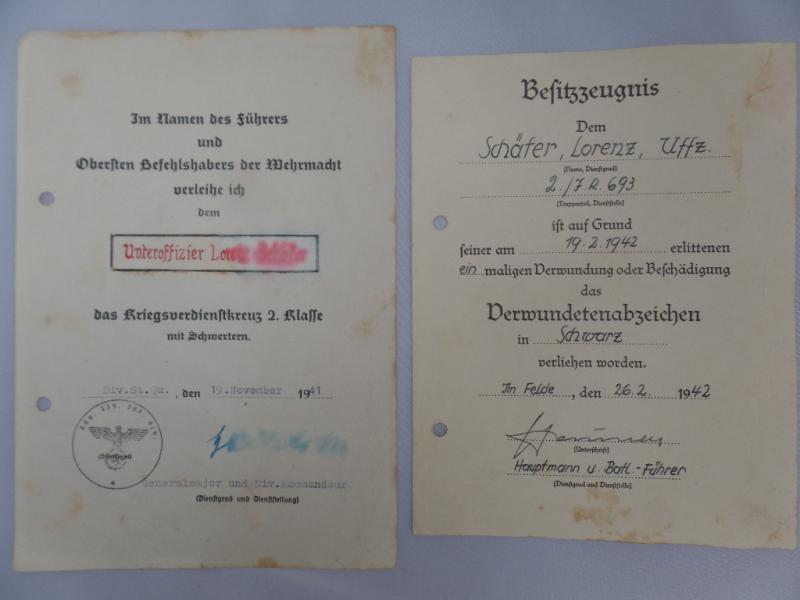 Im Namen des Führers
und
Obersten Befehlshabers der Wehrmacht
verleihe ich
dem
Unteroffizier
das Kriegsverdienstkreuz 2. Klasse
mit Schwertern.
Div.St.Qu. , den 19.November 1941
Generalmajor und Div.Kommandeur.
(Dienstgrad und Dienststellung)
Besitzzeugnis
Dem
Schäfer, Lorenz, Uffz.
(Name, Dienstgrad)
2./J.R. 693
(Truppenteil, Dienststelle)
ist auf Grund
seiner am 19.2.1942 erlittenen
ein maligen Verwundung oder Beschädigung
das
Verwundetenabzeichen
in Schwarz
verliehen worden.
Im Felde, den 26.2. 1942
(Unterschrift)
Hauptmann u. Batl.-Führer
(Dienstgrad und Dienststelle)